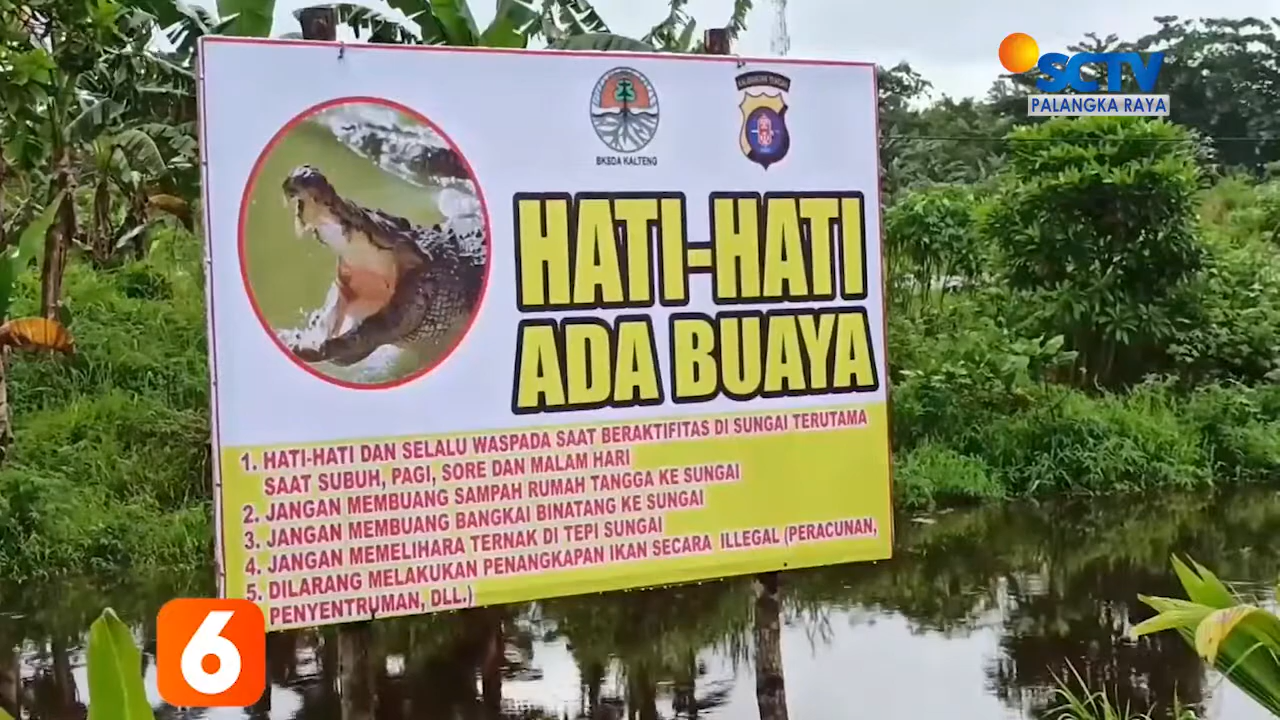 SCTV
PALANGKA RAYA
BKSDA KALTENG
KALIMANTAN TENGAH
HATI-HATI
ADA BUAYA
1. HATI-HATI DAN SELALU WASPADA SAAT BERAKTIFITAS DI SUNGAI TERUTAMA
SAAT SUBUH, PAGI, SORE DAN MALAM HARI
2. JANGAN MEMBUANG SAMPAH RUMAH TANGGA KE SUNGAI
3. JANGAN MEMBUANG BANGKAI BINATANG KE SUNGAI
4. JANGAN MEMELIHARA TERNAK DI TEPI SUNGAI
5. DILARANG MELAKUKAN PENANGKAPAN IKAN SECARA ILLEGAL (PERACUNAN,
PENYENTRUMAN, DLL.)
6